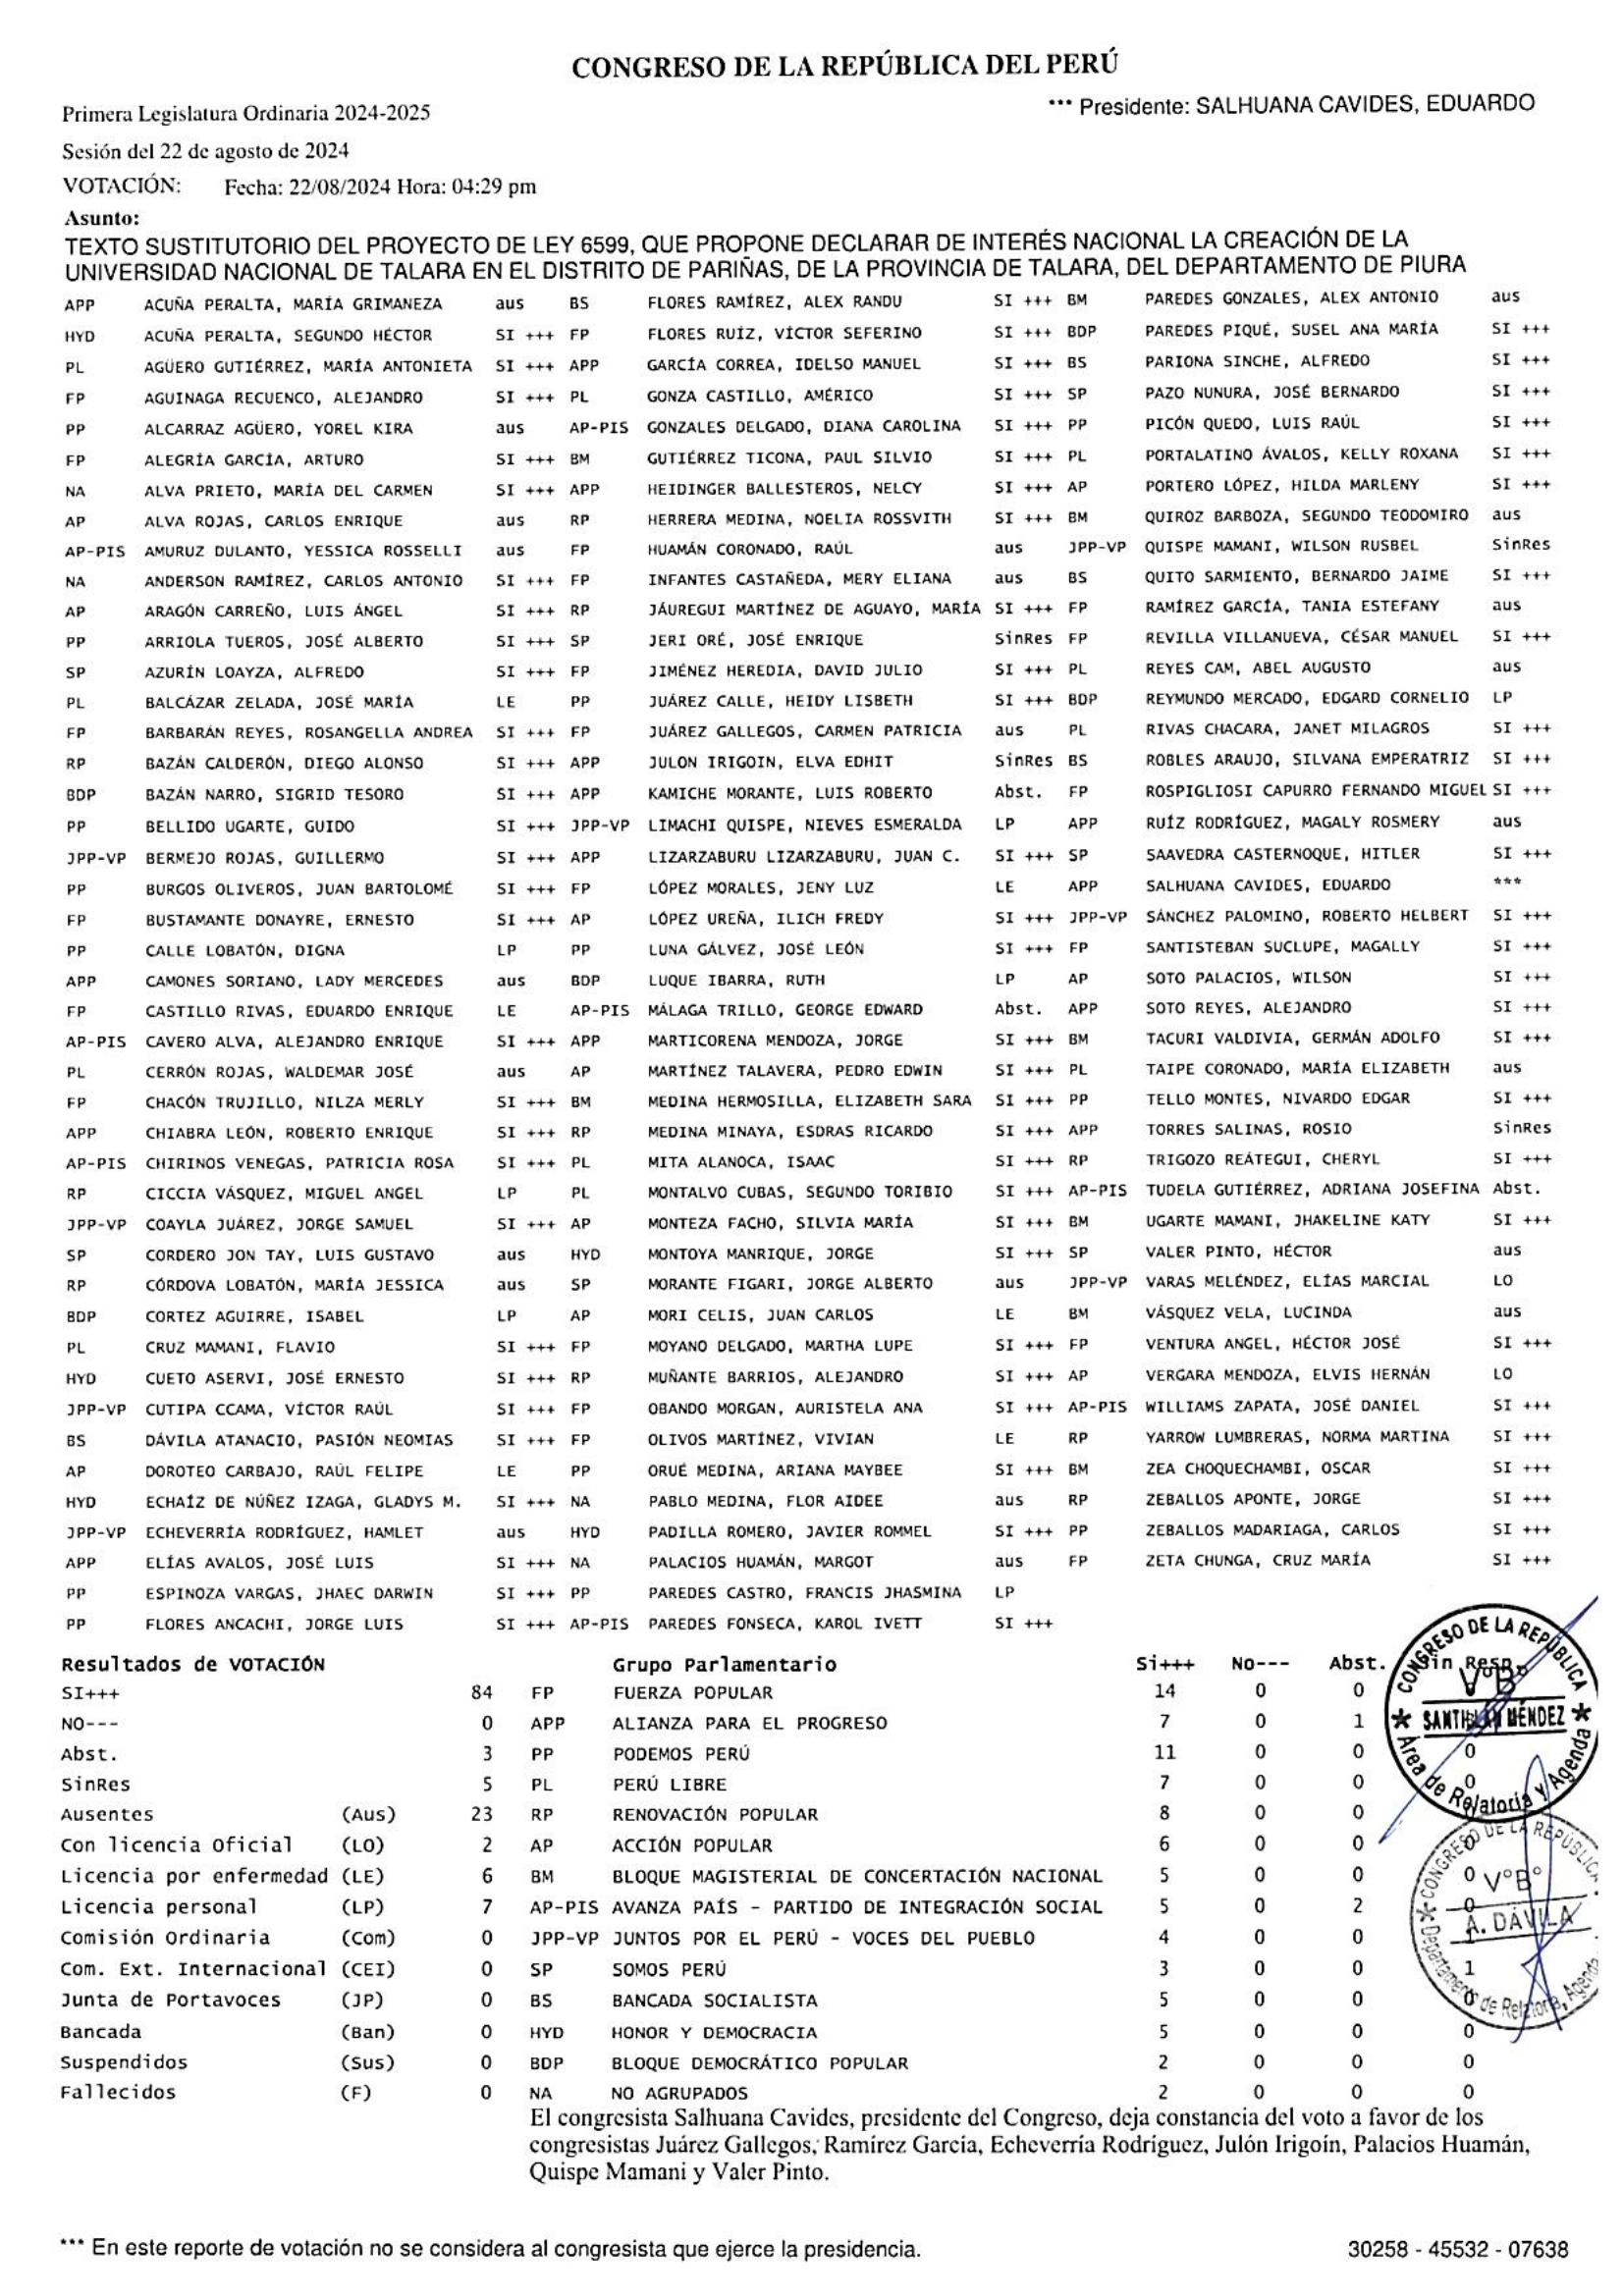 CONGRESO DE LA REPÚBLICA DEL PERÚ
Primera Legislatura Ordinaria 2024-2025 *** Presidente: SALHUANA CAVIDES, EDUARDO
Sesión del 22 de agosto de 2024
VOTACIÓN: Fecha: 22/08/2024 Hora: 04:29 pm
Asunto:
TEXTO SUSTITUTORIO DEL PROYECTO DE LEY 6599, QUE PROPONE DECLARAR DE INTERÉS NACIONAL LA CREACIÓN DE LA
UNIVERSIDAD NACIONAL DE TALARA EN EL DISTRITO DE PARIÑAS, DE LA PROVINCIA DE TALARA, DEL DEPARTAMENTO DE PIURA
APP ACUÑA PERALTA, MARÍA GRIMANEZA aus BS FLORES RAMÍREZ, ALEX RANDU SI +++ BM PAREDES GONZALES, ALEX ANTONIO aus
HYD ACUÑA PERALTA, SEGUNDO HÉCTOR SI +++ FP FLORES RUÍZ, VÍCTOR SEFERINO SI +++ BDP PAREDES PIQUÉ, SUSEL ANA MARÍA SI +++
PL AGÜERO GUTIÉRREZ, MARÍA ANTONIETA SI +++ APP GARCÍA CORREA, IDELSO MANUEL SI +++ BS PARIONA SINCHE, ALFREDO SI +++
FP AGUINAGA RECUENCO, ALEJANDRO SI +++ PL GONZA CASTILLO, AMÉRICO SI +++ SP PAZO NUNURA, JOSÉ BERNARDO SI +++
PP ALCARRAZ AGÜERO, YOREL KIRA aus AP-PIS GONZALES DELGADO, DIANA CAROLINA SI +++ PP PICÓN QUEDO, LUIS RAÚL SI +++
FP ALEGRÍA GARCÍA, ARTURO SI +++ BM GUTIÉRREZ TICONA, PAUL SILVIO SI +++ PL PORTALATINO ÁVALOS, KELLY ROXANA SI +++
NA ALVA PRIETO, MARÍA DEL CARMEN SI +++ APP HEIDINGER BALLESTEROS, NELCY SI +++ AP PORTERO LÓPEZ, HILDA MARLENY SI +++
AP ALVA ROJAS, CARLOS ENRIQUE aus RP HERRERA MEDINA, NOELIA ROSSVITH SI +++ BM QUIROZ BARBOZA, SEGUNDO TEODOMIRO aus
AP-PIS AMURUZ DULANTO, YESSICA ROSSELLI aus FP HUAMÁN CORONADO, RAÚL aus JPP-VP QUISPE MAMANI, WILSON RUSBEL SinRes
NA ANDERSON RAMÍREZ, CARLOS ANTONIO SI +++ FP INFANTES CASTAÑEDA, MERY ELIANA aus BS QUITO SARMIENTO, BERNARDO JAIME SI +++
AP ARAGÓN CARREÑO, LUIS ÁNGEL SI +++ RP JÁUREGUI MARTÍNEZ DE AGUAYO, MARÍA SI +++ FP RAMÍREZ GARCÍA, TANIA ESTEFANY aus
PP ARRIOLA TUEROS, JOSÉ ALBERTO SI +++ SP JERI ORÉ, JOSÉ ENRIQUE SinRes FP REVILLA VILLANUEVA, CÉSAR MANUEL SI +++
SP AZURÍN LOAYZA, ALFREDO SI +++ FP JIMÉNEZ HEREDIA, DAVID JULIO SI +++ PL REYES CAM, ABEL AUGUSTO aus
PL BALCÁZAR ZELADA, JOSÉ MARÍA LE PP JUÁREZ CALLE, HEIDY LISBETH SI +++ BDP REYMUNDO MERCADO, EDGARD CORNELIO LP
FP BARBARÁN REYES, ROSANGELLA ANDREA SI +++ FP JUÁREZ GALLEGOS, CARMEN PATRICIA aus PL RIVAS CHACARA, JANET MILAGROS SI +++
RP BAZÁN CALDERÓN, DIEGO ALONSO SI +++ APP JULON IRIGOIN, ELVA EDHIT SinRes BS ROBLES ARAUJO, SILVANA EMPERATRIZ SI +++
BDP BAZÁN NARRO, SIGRID TESORO SI +++ APP KAMICHE MORANTE, LUIS ROBERTO Abst. FP ROSPIGLIOSI CAPURRO FERNANDO MIGUEL SI +++
PP BELLIDO UGARTE, GUIDO SI +++ JPP-VP LIMACHI QUISPE, NIEVES ESMERALDA LP APP RUÍZ RODRÍGUEZ, MAGALY ROSMERY aus
JPP-VP BERMEJO ROJAS, GUILLERMO SI +++ APP LIZARZABURU LIZARZABURU, JUAN C. SI +++ SP SAAVEDRA CASTERNOQUE, HITLER SI +++
PP BURGOS OLIVEROS, JUAN BARTOLOMÉ SI +++ FP LÓPEZ MORALES, JENY LUZ LE APP SALHUANA CAVIDES, EDUARDO ***
FP BUSTAMANTE DONAYRE, ERNESTO SI +++ AP LÓPEZ UREÑA, ILICH FREDY SI +++ JPP-VP SÁNCHEZ PALOMINO, ROBERTO HELBERT SI +++
PP CALLE LOBATÓN, DIGNA LP PP LUNA GÁLVEZ, JOSÉ LEÓN SI +++ FP SANTISTEBAN SUCLUPE, MAGALLY SI +++
APP CAMONES SORIANO, LADY MERCEDES aus BDP LUQUE IBARRA, RUTH LP AP SOTO PALACIOS, WILSON SI +++
FP CASTILLO RIVAS, EDUARDO ENRIQUE LE AP-PIS MÁLAGA TRILLO, GEORGE EDWARD Abst. APP SOTO REYES, ALEJANDRO SI +++
AP-PIS CAVERO ALVA, ALEJANDRO ENRIQUE SI +++ APP MARTICORENA MENDOZA, JORGE SI +++ BM TACURI VALDIVIA, GERMÁN ADOLFO SI +++
PL CERRÓN ROJAS, WALDEMAR JOSÉ aus AP MARTÍNEZ TALAVERA, PEDRO EDWIN SI +++ PL TAIPE CORONADO, MARÍA ELIZABETH aus
FP CHACÓN TRUJILLO, NILZA MERLY SI +++ BM MEDINA HERMOSILLA, ELIZABETH SARA SI +++ PP TELLO MONTES, NIVARDO EDGAR SI +++
APP CHIABRA LEÓN, ROBERTO ENRIQUE SI +++ RP MEDINA MINAYA, ESDRAS RICARDO SI +++ APP TORRES SALINAS, ROSIO SinRes
AP-PIS CHIRINOS VENEGAS, PATRICIA ROSA SI +++ PL MITA ALANOCA, ISAAC SI +++ RP TRIGOZO REÁTEGUI, CHERYL SI +++
RP CICCIA VÁSQUEZ, MIGUEL ANGEL LP PL MONTALVO CUBAS, SEGUNDO TORIBIO SI +++ AP-PIS TUDELA GUTIÉRREZ, ADRIANA JOSEFINA Abst.
JPP-VP COAYLA JUÁREZ, JORGE SAMUEL SI +++ AP MONTEZA FACHO, SILVIA MARÍA SI +++ BM UGARTE MAMANI, JHAKELINE KATY SI +++
SP CORDERO JON TAY, LUIS GUSTAVO aus HYD MONTOYA MANRIQUE, JORGE SI +++ SP VALER PINTO, HÉCTOR aus
RP CÓRDOVA LOBATÓN, MARÍA JESSICA aus SP MORANTE FIGARI, JORGE ALBERTO aus JPP-VP VARAS MELÉNDEZ, ELÍAS MARCIAL LO
BDP CORTEZ AGUIRRE, ISABEL LP AP MORI CELIS, JUAN CARLOS LE BM VÁSQUEZ VELA, LUCINDA aus
PL CRUZ MAMANI, FLAVIO SI +++ FP MOYANO DELGADO, MARTHA LUPE SI +++ FP VENTURA ANGEL, HÉCTOR JOSÉ SI +++
HYD CUETO ASERVI, JOSÉ ERNESTO SI +++ RP MUÑANTE BARRIOS, ALEJANDRO SI +++ AP VERGARA MENDOZA, ELVIS HERNÁN LO
JPP-VP CUTIPA CCAMA, VÍCTOR RAÚL SI +++ FP OBANDO MORGAN, AURISTELA ANA SI +++ AP-PIS WILLIAMS ZAPATA, JOSÉ DANIEL SI +++
BS DÁVILA ATANACIO, PASIÓN NEOMIAS SI +++ FP OLIVOS MARTÍNEZ, VIVIAN LE RP YARROW LUMBRERAS, NORMA MARTINA SI +++
AP DOROTEO CARBAJO, RAÚL FELIPE LE PP ORUÉ MEDINA, ARIANA MAYBEE SI +++ BM ZEA CHOQUECHAMBI, OSCAR SI +++
HYD ECHAÍZ DE NÚÑEZ IZAGA, GLADYS M. SI +++ NA PABLO MEDINA, FLOR AIDEE aus RP ZEBALLOS APONTE, JORGE SI +++
JPP-VP ECHEVERRÍA RODRÍGUEZ, HAMLET aus HYD PADILLA ROMERO, JAVIER ROMMEL SI +++ PP ZEBALLOS MADARIAGA, CARLOS SI +++
APP ELÍAS AVALOS, JOSÉ LUIS SI +++ NA PALACIOS HUAMÁN, MARGOT aus FP ZETA CHUNGA, CRUZ MARÍA SI +++
PP ESPINOZA VARGAS, JHAEC DARWIN SI +++ PP PAREDES CASTRO, FRANCIS JHASMINA LP
PP FLORES ANCACHI, JORGE LUIS SI +++ AP-PIS PAREDES FONSECA, KAROL IVETT SI +++
Resultados de VOTACIÓN Grupo Parlamentario Si+++ No--- Abst. Sin Resp.
SI+++ 84 FP FUERZA POPULAR 14 0 0
NO--- 0 APP ALIANZA PARA EL PROGRESO 7 0 1
Abst. 3 PP PODEMOS PERÚ 11 0 0 0
SinRes 5 PL PERÚ LIBRE 7 0 0 0
Ausentes (Aus) 23 RP RENOVACIÓN POPULAR 8 0 0
Con licencia Oficial (LO) 2 AP ACCIÓN POPULAR 6 0 0 0
Licencia por enfermedad (LE) 6 BM BLOQUE MAGISTERIAL DE CONCERTACIÓN NACIONAL 5 0 0 0
Licencia personal (LP) 7 AP-PIS AVANZA PAÍS - PARTIDO DE INTEGRACIÓN SOCIAL 5 0 2 0
Comisión Ordinaria (Com) 0 JPP-VP JUNTOS POR EL PERÚ - VOCES DEL PUEBLO 4 0 0 1
Com. Ext. Internacional (CEI) 0 SP SOMOS PERÚ 3 0 0 1
Junta de Portavoces (JP) 0 BS BANCADA SOCIALISTA 5 0 0 0
Bancada (Ban) 0 HYD HONOR Y DEMOCRACIA 5 0 0 0
Suspendidos (Sus) 0 BDP BLOQUE DEMOCRÁTICO POPULAR 2 0 0 0
Fallecidos (F) 0 NA NO AGRUPADOS 2 0 0 0
CONGRESO DE LA REPÚBLICA
VºBº
MÉNDEZ
Área de Relatoría y Agenda
CONGRESO DE LA REPÚBLICA
V°B°
A. DÁVILA
Departamento de Relatoría, Agenda
El congresista Salhuana Cavides, presidente del Congreso, deja constancia del voto a favor de los
congresistas Juárez Gallegos, Ramírez García, Echeverría Rodríguez, Julón Irigoín, Palacios Huamán,
Quispe Mamani y Valer Pinto.
*** En este reporte de votación no se considera al congresista que ejerce la presidencia. 30258 - 45532 - 07638